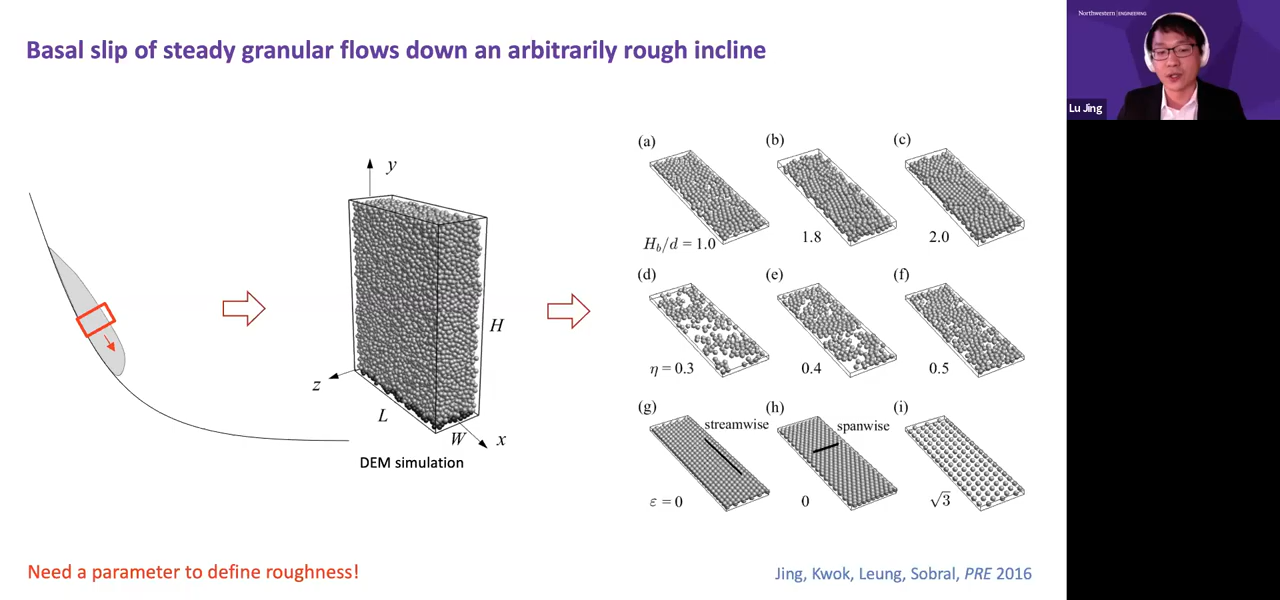 Basal slip of steady granular flows down an arbitrarily rough incline
Northwestern | ENGINEERING
Lu Jing
y
H
z
L
W
x
DEM simulation
(a)
(b)
(c)
H_b/d = 1.0
1.8
2.0
(d)
(e)
(f)
η = 0.3
0.4
0.5
(g)
(h)
(i)
streamwise
spanwise
ε = 0
0
√3
Need a parameter to define roughness!
Jing, Kwok, Leung, Sobral, PRE 2016